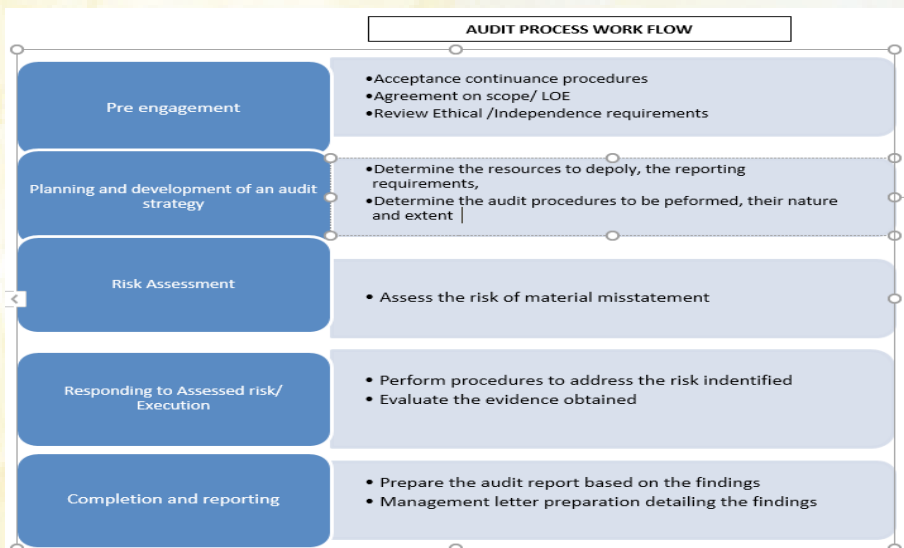 AUDIT PROCESS WORK FLOW
Pre engagement
•Acceptance continuance procedures
•Agreement on scope/ LOE
•Review Ethical /Independence requirements
Planning and development of an audit
strategy
•Determine the resources to depoly, the reporting
requirements,
•Determine the audit procedures to be peformed, their nature
and extent
Risk Assessment
• Assess the risk of material misstatement
Responding to Assessed risk/
Execution
• Perform procedures to address the risk indentified
• Evaluate the evidence obtained
Completion and reporting
• Prepare the audit report based on the findings
• Management letter preparation detailing the findings